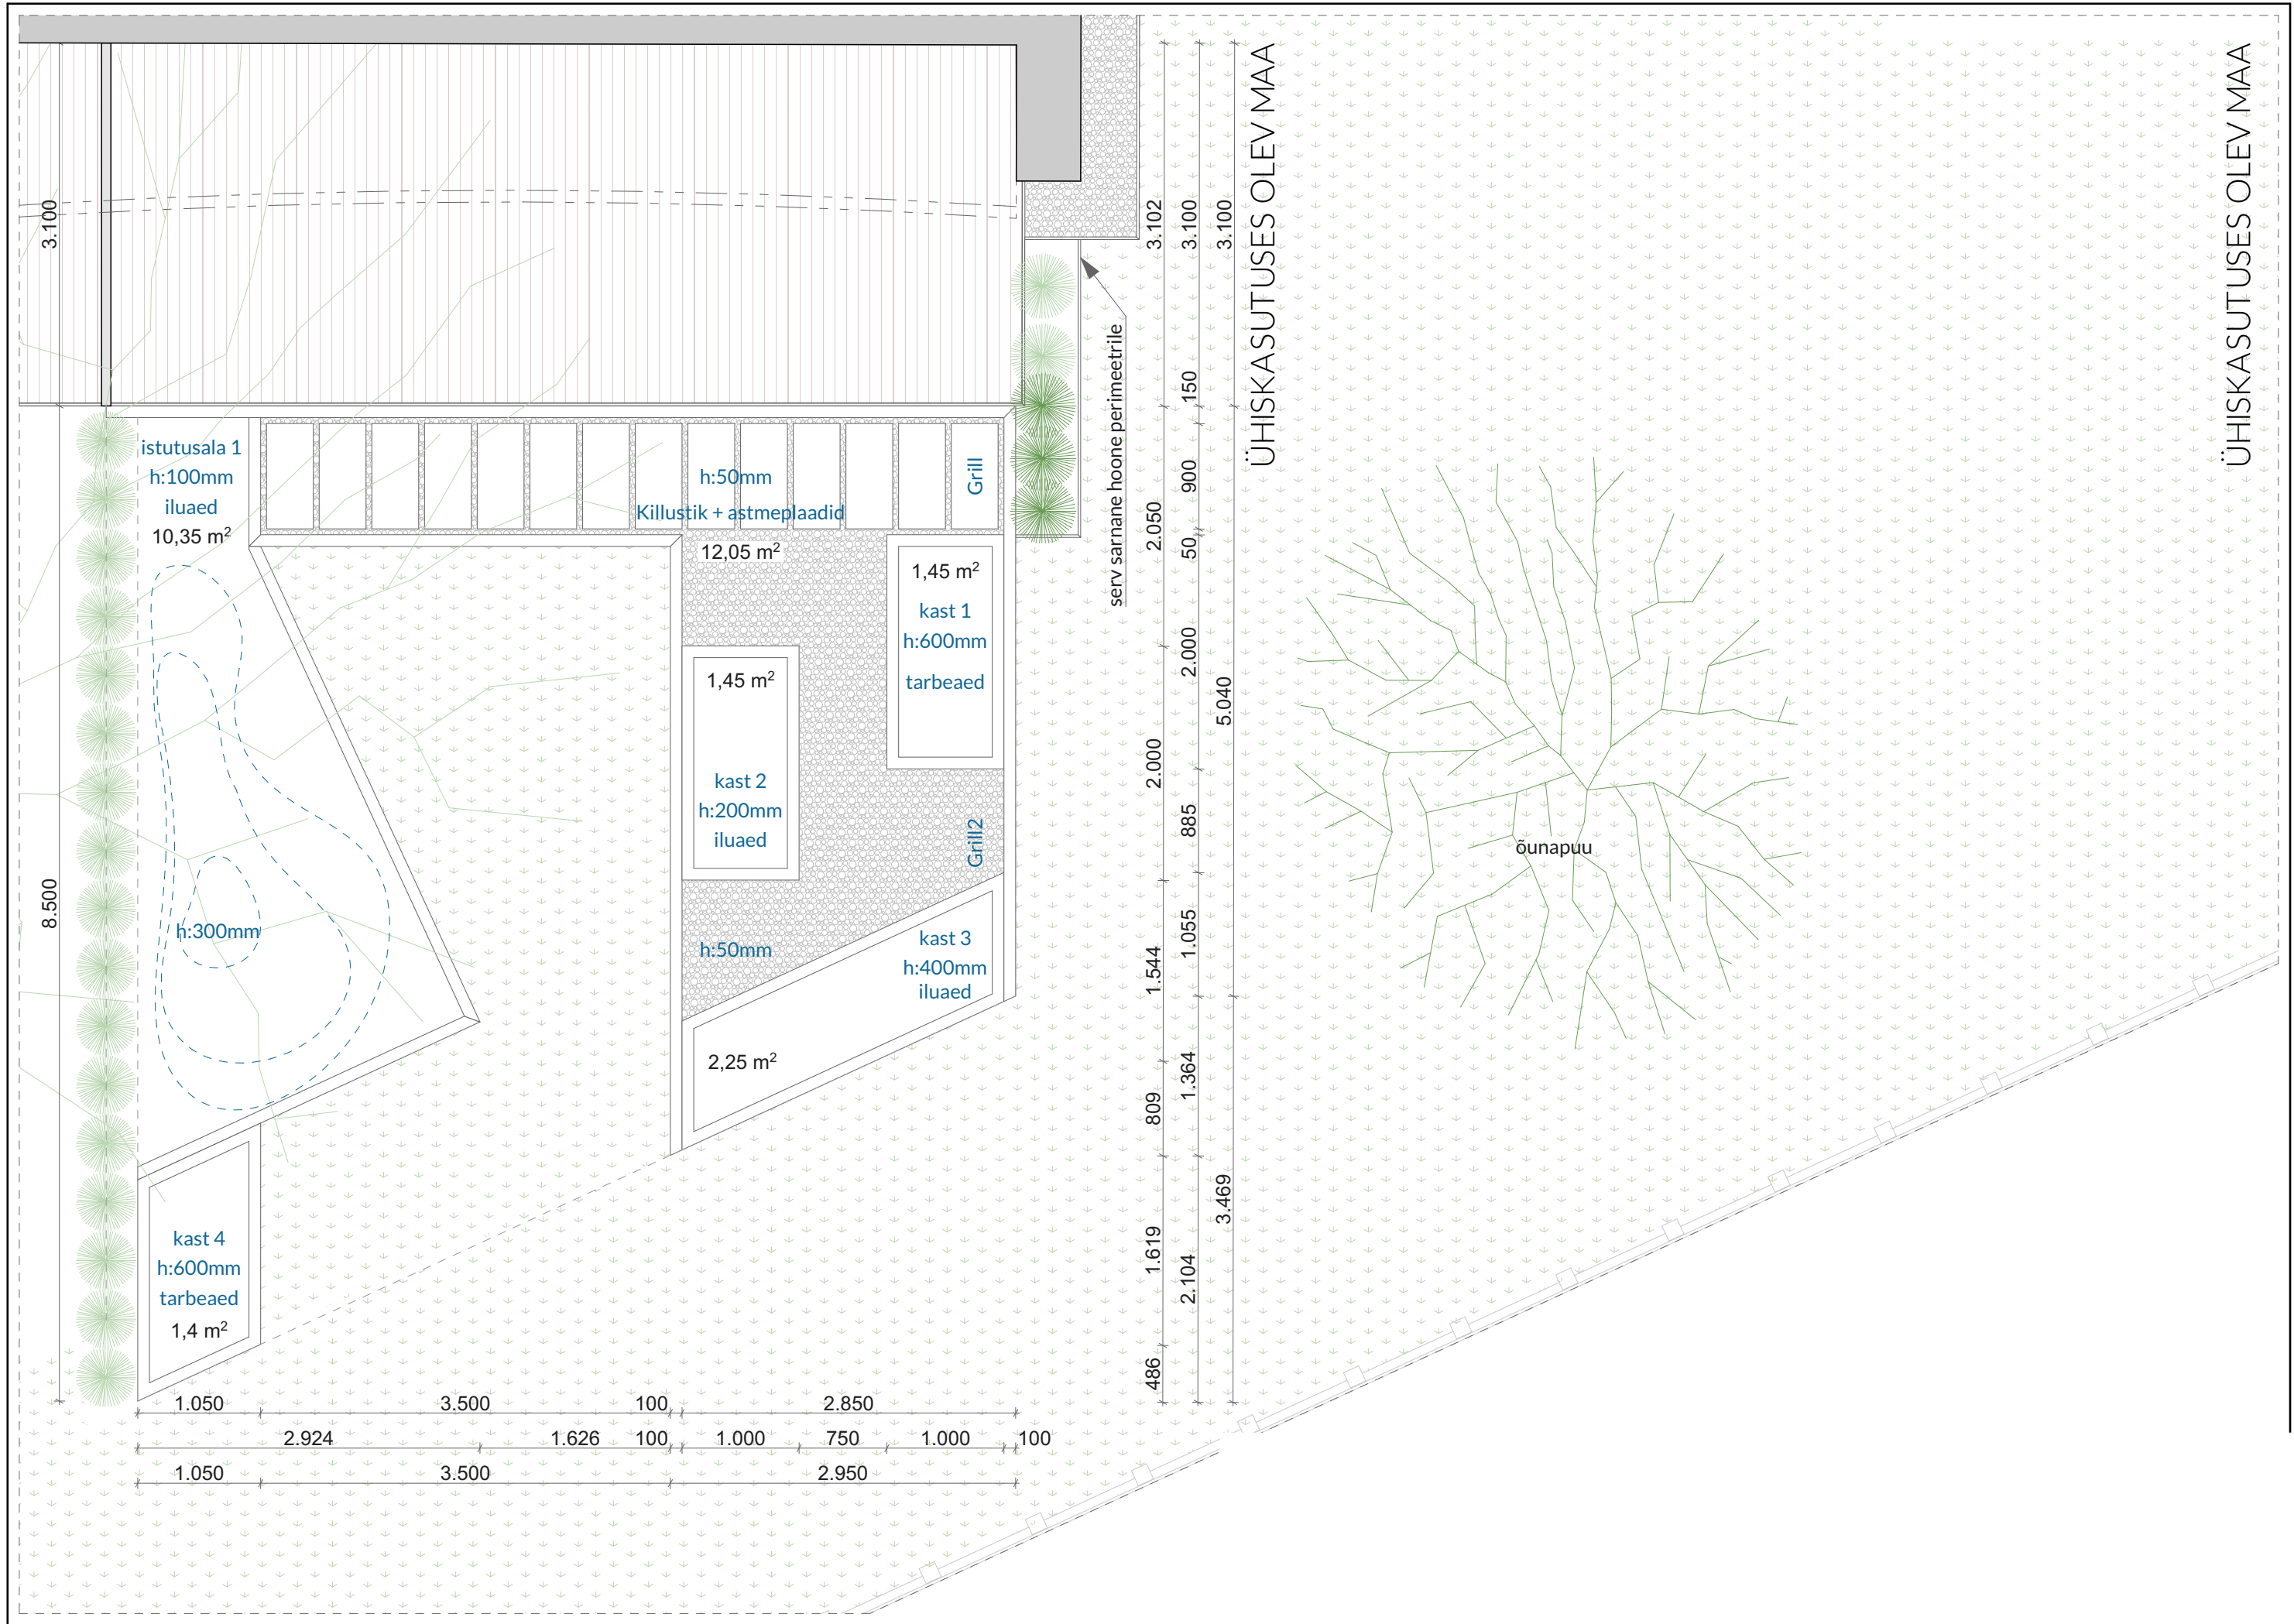 3.100
8.500
istutusala 1
h:100mm
iluaed
10,35 m²
h:300mm
kast 4
h:600mm
tarbeaed
1,4 m²
h:50mm
Killustik + astmeplaadid
12,05 m²
Grill
1,45 m²
kast 1
h:600mm
tarbeaed
1,45 m²
kast 2
h:200mm
iluaed
Grill2
h:50mm
kast 3
h:400mm
iluaed
2,25 m²
serv sarnane hoone perimeetrile
3.102
2.050
2.000
1.544
809
1.619
486
3.100
150
900
50
2.000
885
1.055
1.364
2.104
3.100
5.040
3.469
ÜHISKASUTUSES OLEV MAA
õunapuu
ÜHISKASUTUSES OLEV MAA
1.050 3.500 100 2.850
2.924 1.626 100 1.000 750 1.000 100
1.050 3.500 2.950